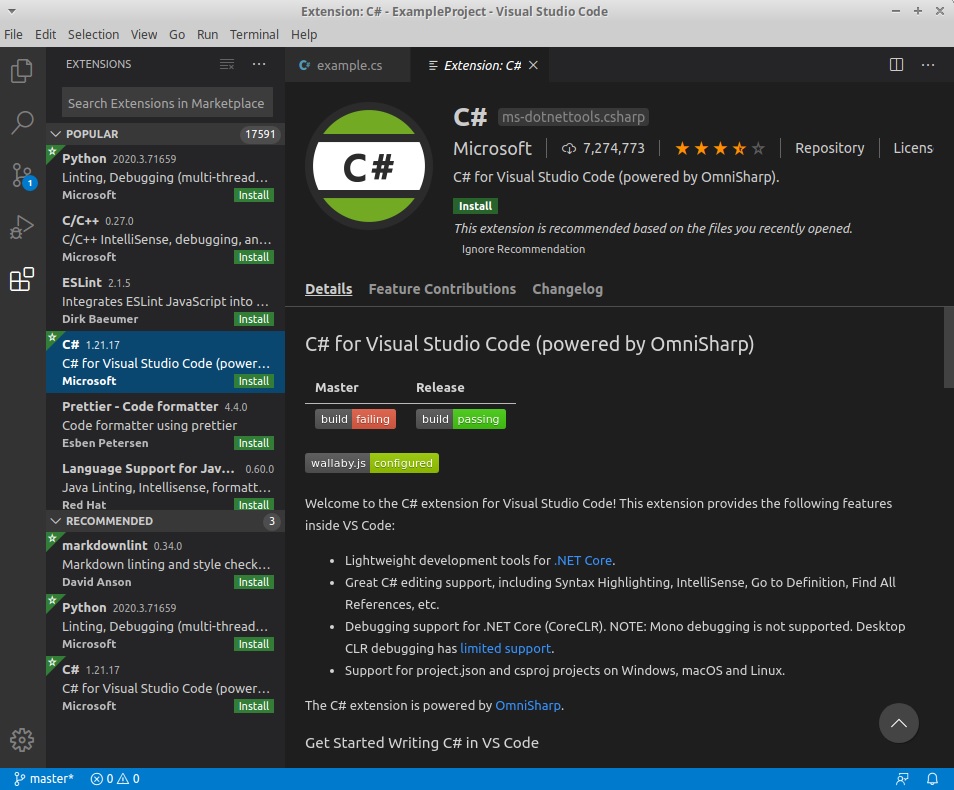 Extension: C# - ExampleProject - Visual Studio Code
File Edit Selection View Go Run Terminal Help
EXTENSIONS
Search Extensions in Marketplace
POPULAR 17591
Python 2020.3.71659
Linting, Debugging (multi-thread...
Microsoft Install
C/C++ 0.27.0
C/C++ IntelliSense, debugging, an...
Microsoft Install
ESLint 2.1.5
Integrates ESLint JavaScript into ...
Dirk Baeumer Install
C# 1.21.17
C# for Visual Studio Code (power...
Microsoft Install
Prettier - Code formatter 4.4.0
Code formatter using prettier
Esben Petersen Install
Language Support for Jav... 0.60.0
Java Linting, Intellisense, formatt...
Red Hat Install
RECOMMENDED 3
markdownlint 0.34.0
Markdown linting and style check...
David Anson Install
Python 2020.3.71659
Linting, Debugging (multi-thread...
Microsoft Install
C# 1.21.17
C# for Visual Studio Code (power...
Microsoft Install
example.cs Extension: C#
C#
C# ms-dotnettools.csharp
Microsoft 7,274,773 Repository Licens
C# for Visual Studio Code (powered by OmniSharp).
Install
This extension is recommended based on the files you recently opened.
Ignore Recommendation
Details Feature Contributions Changelog
C# for Visual Studio Code (powered by OmniSharp)
Master Release
build failing build passing
wallaby.js configured
Welcome to the C# extension for Visual Studio Code! This extension provides the following features
inside VS Code:
• Lightweight development tools for .NET Core.
• Great C# editing support, including Syntax Highlighting, IntelliSense, Go to Definition, Find All
References, etc.
• Debugging support for .NET Core (CoreCLR). NOTE: Mono debugging is not supported. Desktop
CLR debugging has limited support.
• Support for project.json and csproj projects on Windows, macOS and Linux.
The C# extension is powered by OmniSharp.
Get Started Writing C# in VS Code
1
master* 0 0